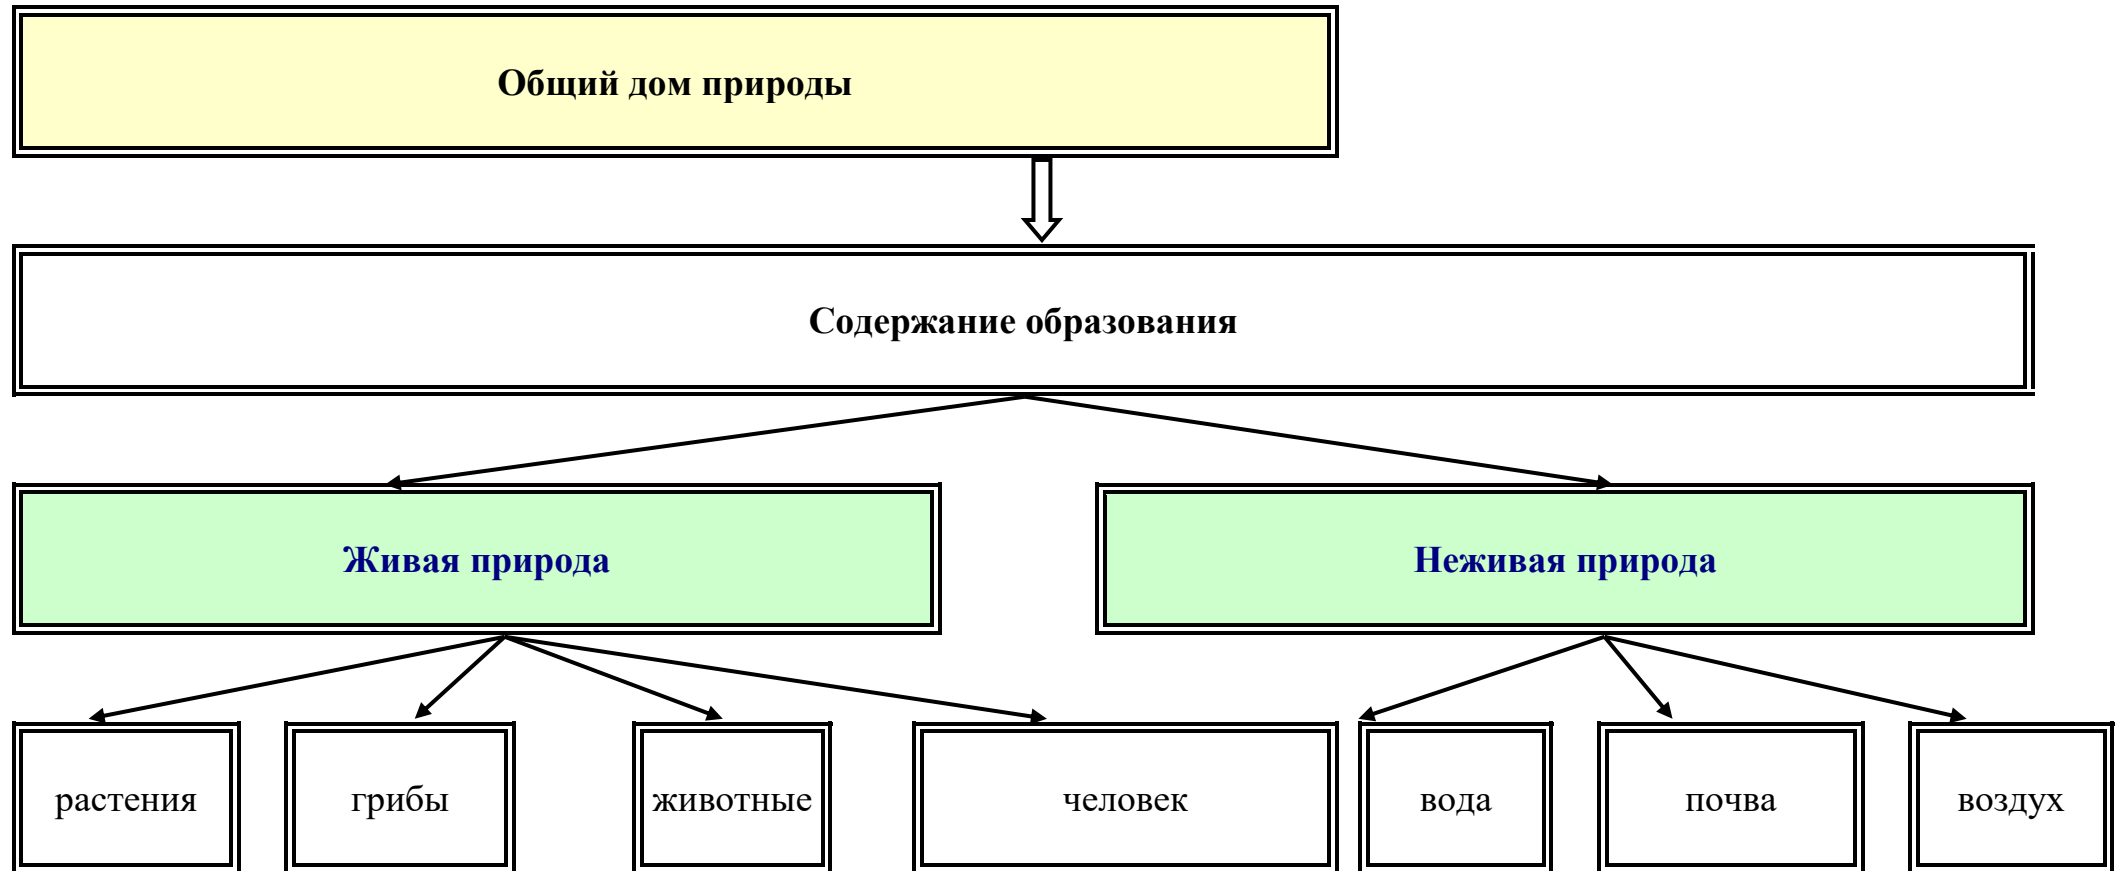 Общий дом природы
Содержание образования
Живая природа
Неживая природа
растения
грибы
животные
человек
вода
почва
воздух